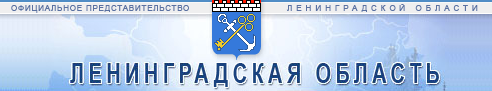 ОФИЦИАЛЬНОЕ ПРЕДСТАВИТЕЛЬСТВО ЛЕНИНГРАДСКОЙ ОБЛАСТИ
ЛЕНИНГРАДСКАЯ ОБЛАСТЬ